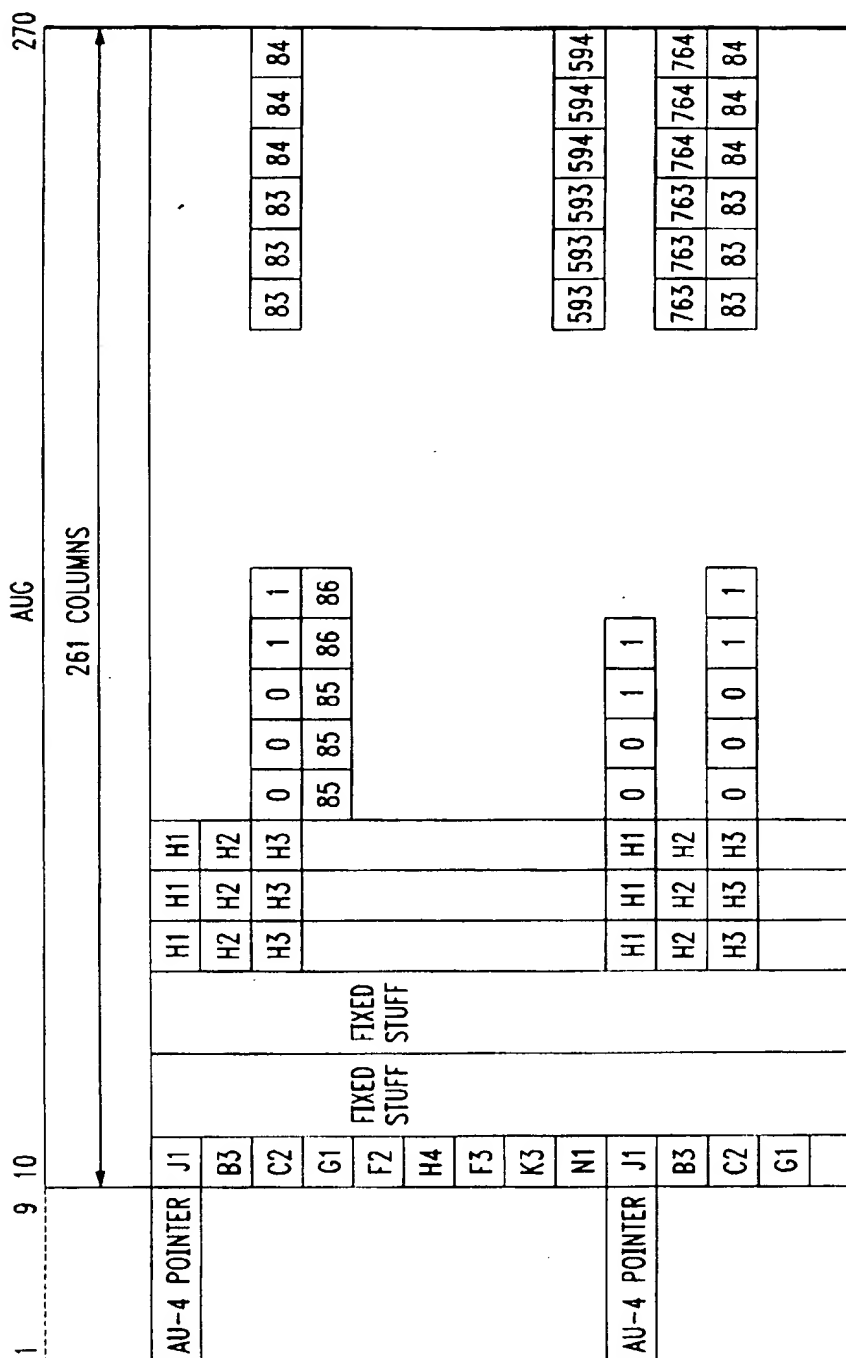 1 9 10 AUG 270
261 COLUMNS
AU-4 POINTER J1 H1 H1 H1
B3 H2 H2 H2
C2 H3 H3 H3 0 0 0 1 1 83 83 83 84 84 84
G1 85 85 85 86 86
F2 FIXED FIXED
STUFF STUFF
H4
F3
K3
N1 593 593 593 594 594 594
AU-4 POINTER J1 H1 H1 H1 0 0 1 1
B3 H2 H2 H2 763 763 763 764 764 764
C2 H3 H3 H3 0 0 0 1 1 83 83 83 84 84 84
G1